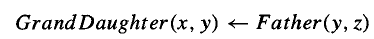 GrandDaughter(x, y) ← Father(y, z)